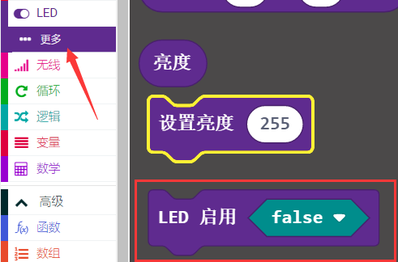 LED
更多
无线
循环
逻辑
变量
数学
高级
函数
数组
亮度
设置亮度 255
LED 启用 false